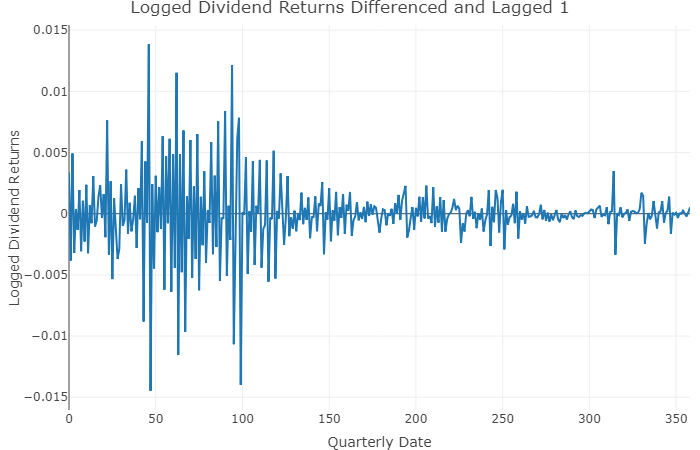 Logged Dividend Returns Differenced and Lagged 1
0.015
0.01
0.005
0
−0.005
−0.01
−0.015
Logged Dividend Returns
0 50 100 150 200 250 300 350
Quarterly Date